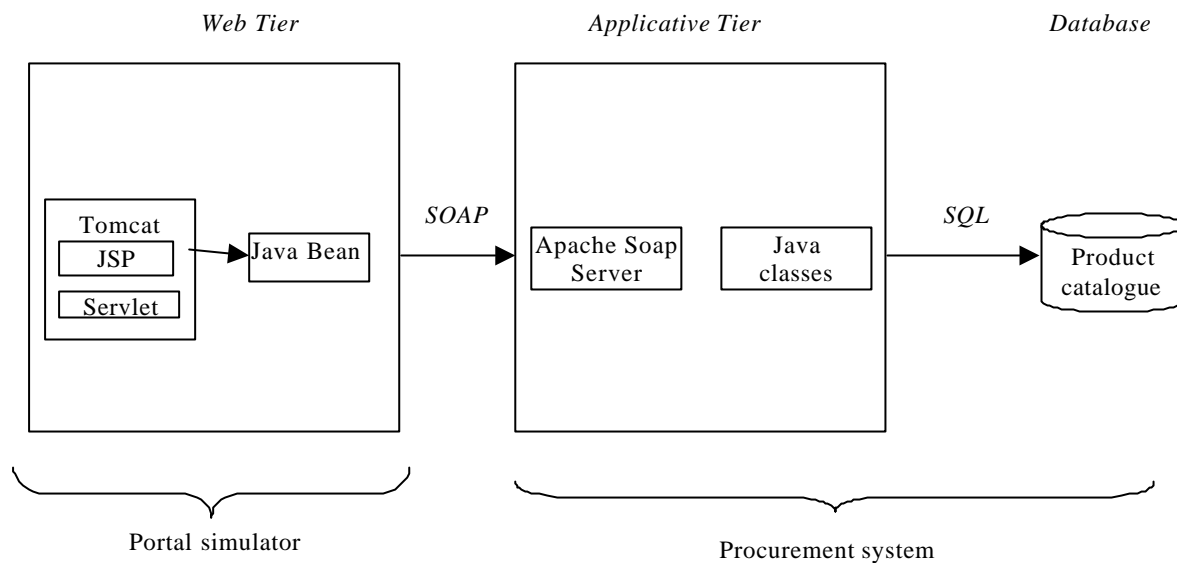 Web Tier
Applicative Tier
Database
Tomcat
JSP
Servlet
Java Bean
SOAP
Apache Soap
Server
Java
classes
SQL
Product
catalogue
Portal simulator
Procurement system